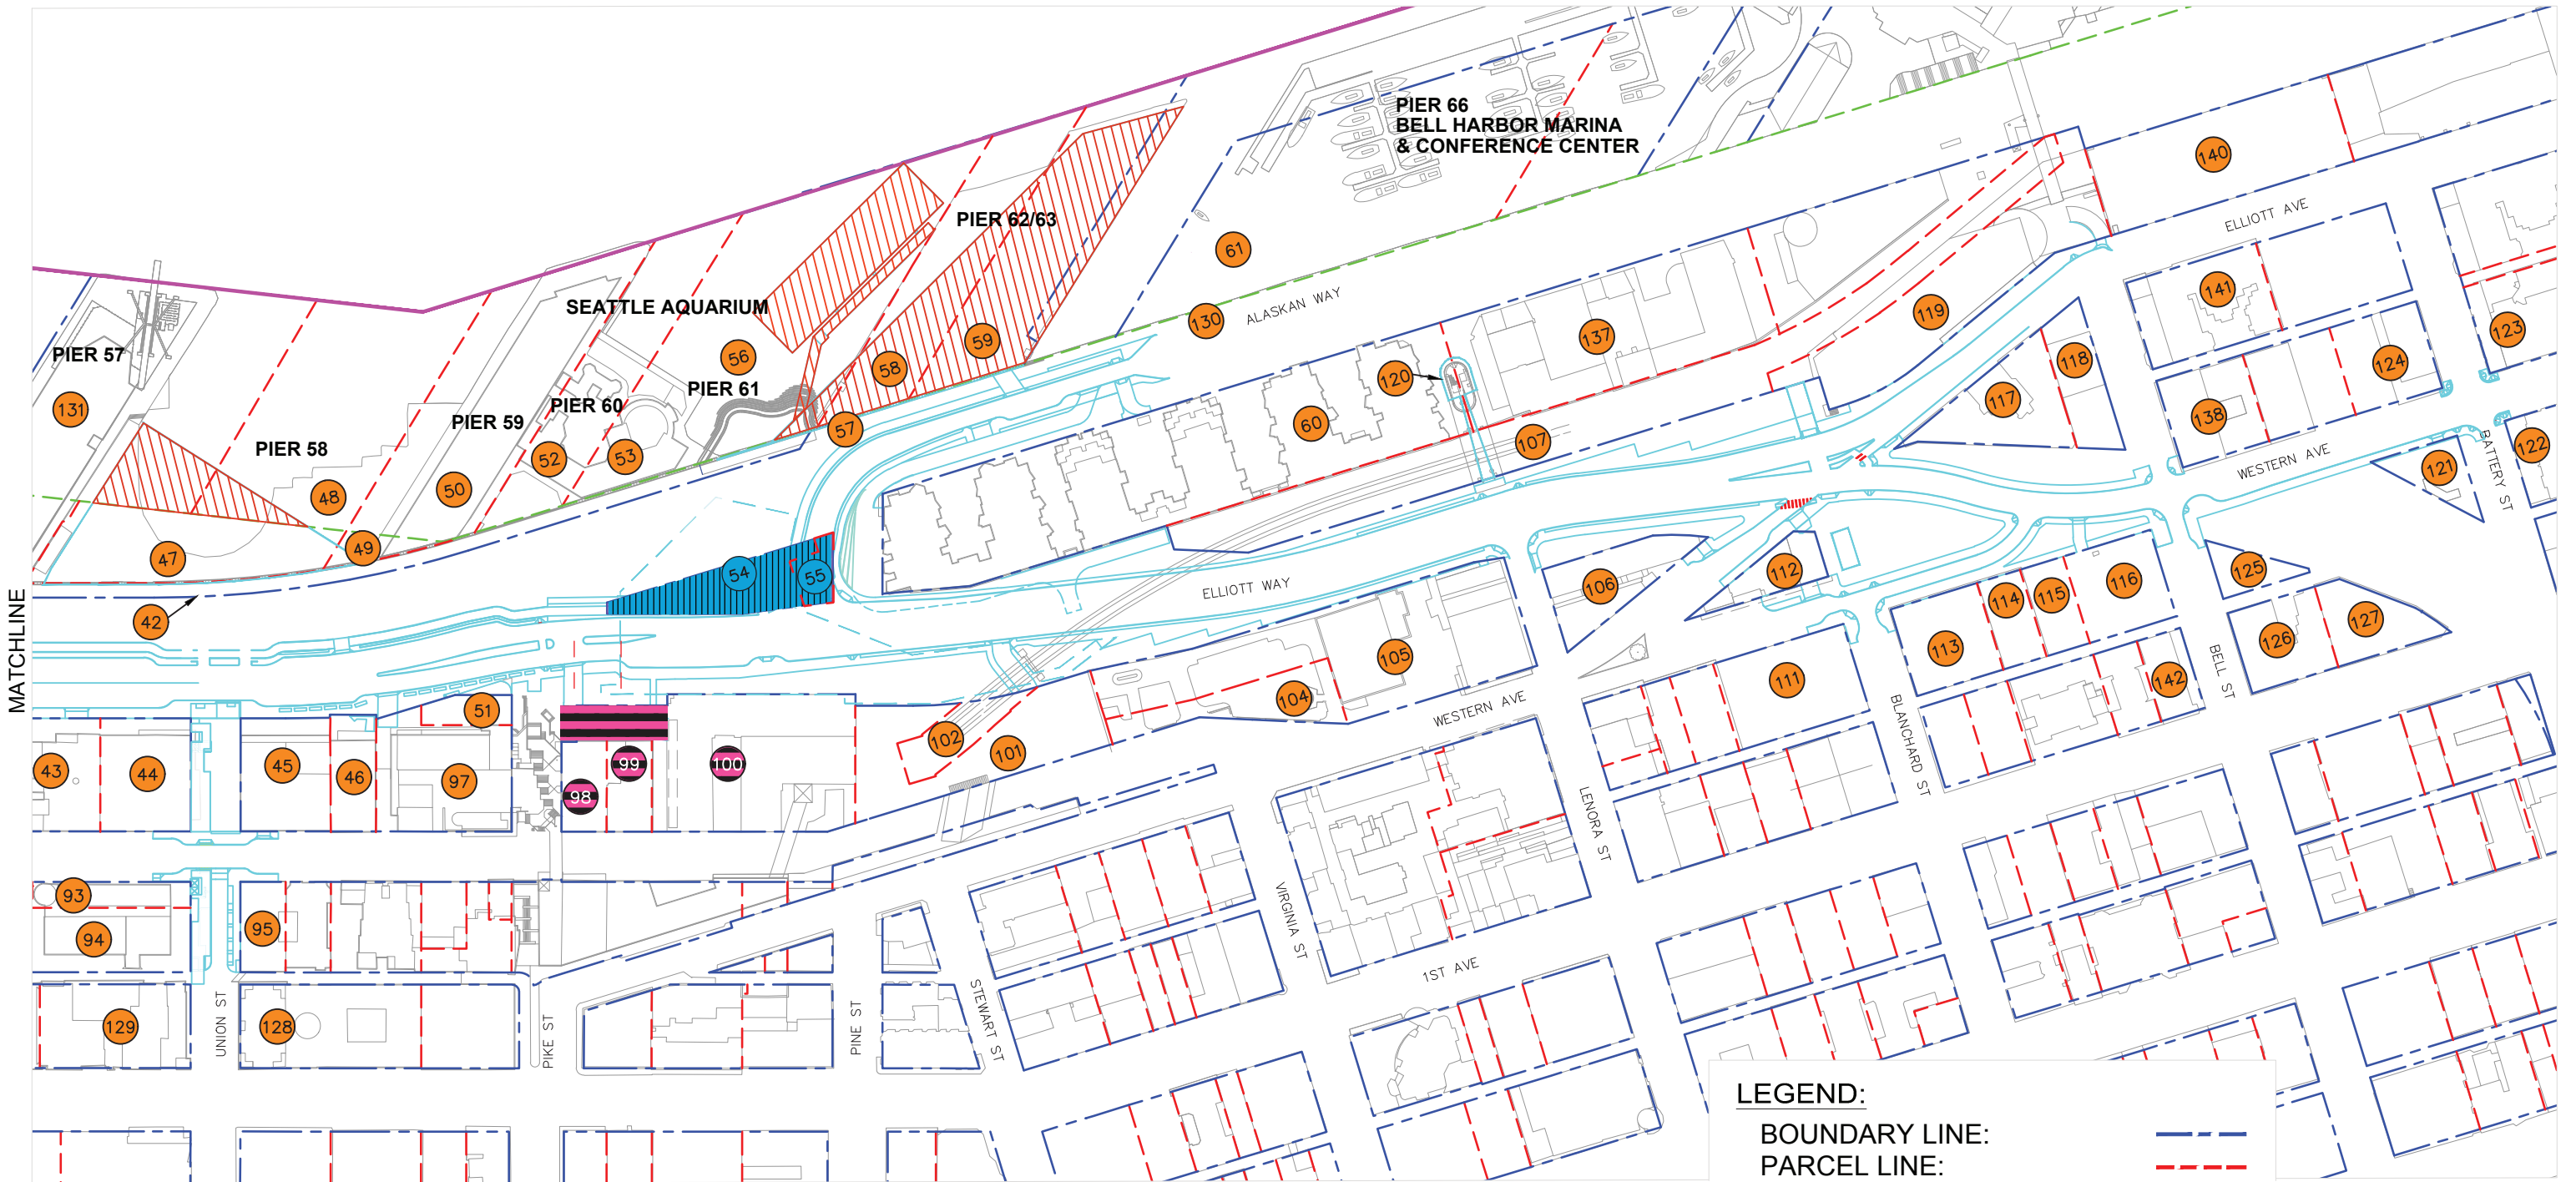 PIER 66
BELL HARBOR MARINA
& CONFERENCE CENTER
140
PIER 62/63
ELLIOTT AVE
61
141
SEATTLE AQUARIUM
ALASKAN WAY
130
119
123
PIER 57
56
59
137
118
124
58
PIER 61
120
117
131
PIER 60
138
PIER 59
60
57
107
PIER 58
52
53
WESTERN AVE
121
122
BATTERY ST
48
50
47
49
54
55
112
125
106
ELLIOTT WAY
114
115
116
MATCHLINE
42
113
126
127
105
BELL ST
111
142
51
104
WESTERN AVE
BLANCHARD ST
102
101
43
44
45
46
97
99
100
98
LENORA ST
93
94
95
VIRGINIA ST
1ST AVE
129
UNION ST
128
PIKE ST
PINE ST
STEWART ST
LEGEND:
BOUNDARY LINE:
PARCEL LINE: